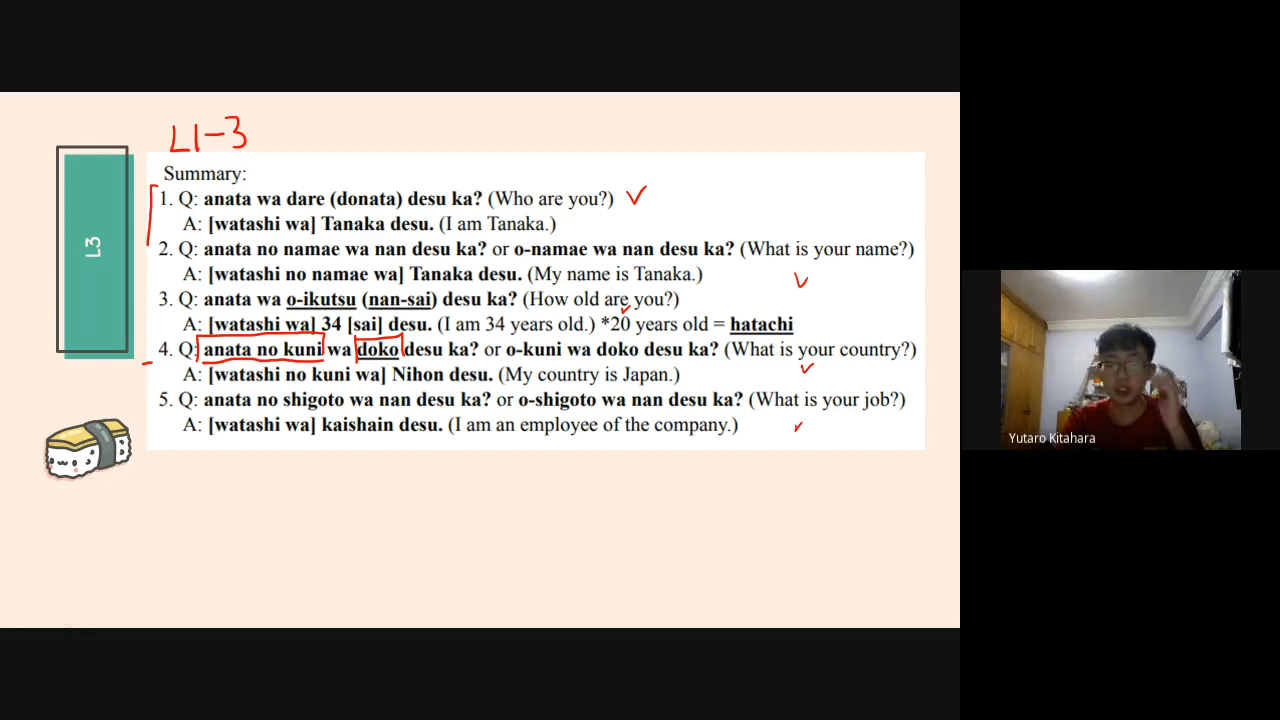 L1-3
L3
Summary:
1. Q: anata wa dare (donata) desu ka? (Who are you?)
A: [watashi wa] Tanaka desu. (I am Tanaka.)
2. Q: anata no namae wa nan desu ka? or o-namae wa nan desu ka? (What is your name?)
A: [watashi no namae wa] Tanaka desu. (My name is Tanaka.)
3. Q: anata wa o-ikutsu (nan-sai) desu ka? (How old are you?)
A: [watashi wa] 34 [sai] desu. (I am 34 years old.) *20 years old = hatachi
4. Q: anata no kuni wa doko desu ka? or o-kuni wa doko desu ka? (What is your country?)
A: [watashi no kuni wa] Nihon desu. (My country is Japan.)
5. Q: anata no shigoto wa nan desu ka? or o-shigoto wa nan desu ka? (What is your job?)
A: [watashi wa] kaishain desu. (I am an employee of the company.)
Yutaro Kitahara